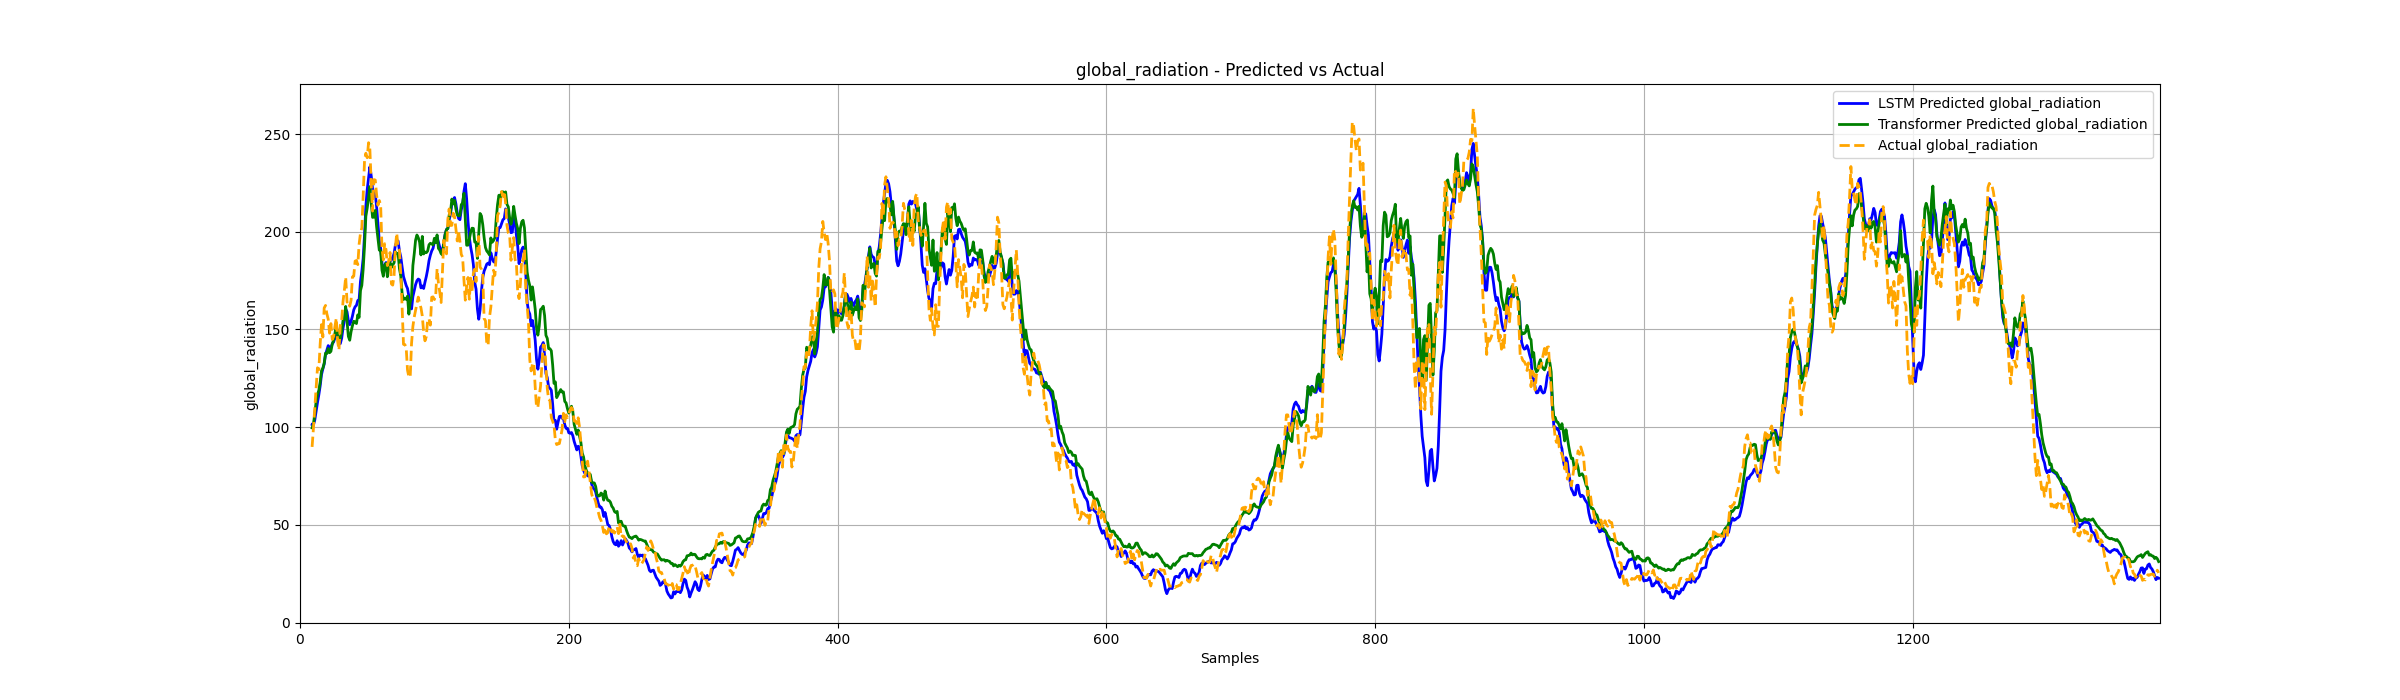 global_radiation - Predicted vs Actual
LSTM Predicted global_radiation
Transformer Predicted global_radiation
Actual global_radiation
global_radiation
250
200
150
100
50
0
0 200 400 600 800 1000 1200
Samples